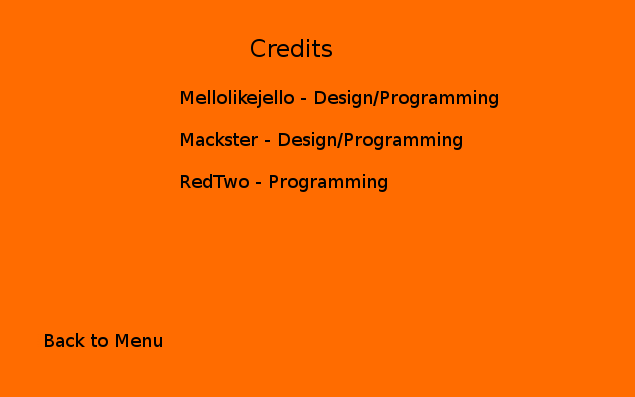 Credits
Mellolikejello - Design/Programming
Mackster - Design/Programming
RedTwo - Programming
Back to Menu